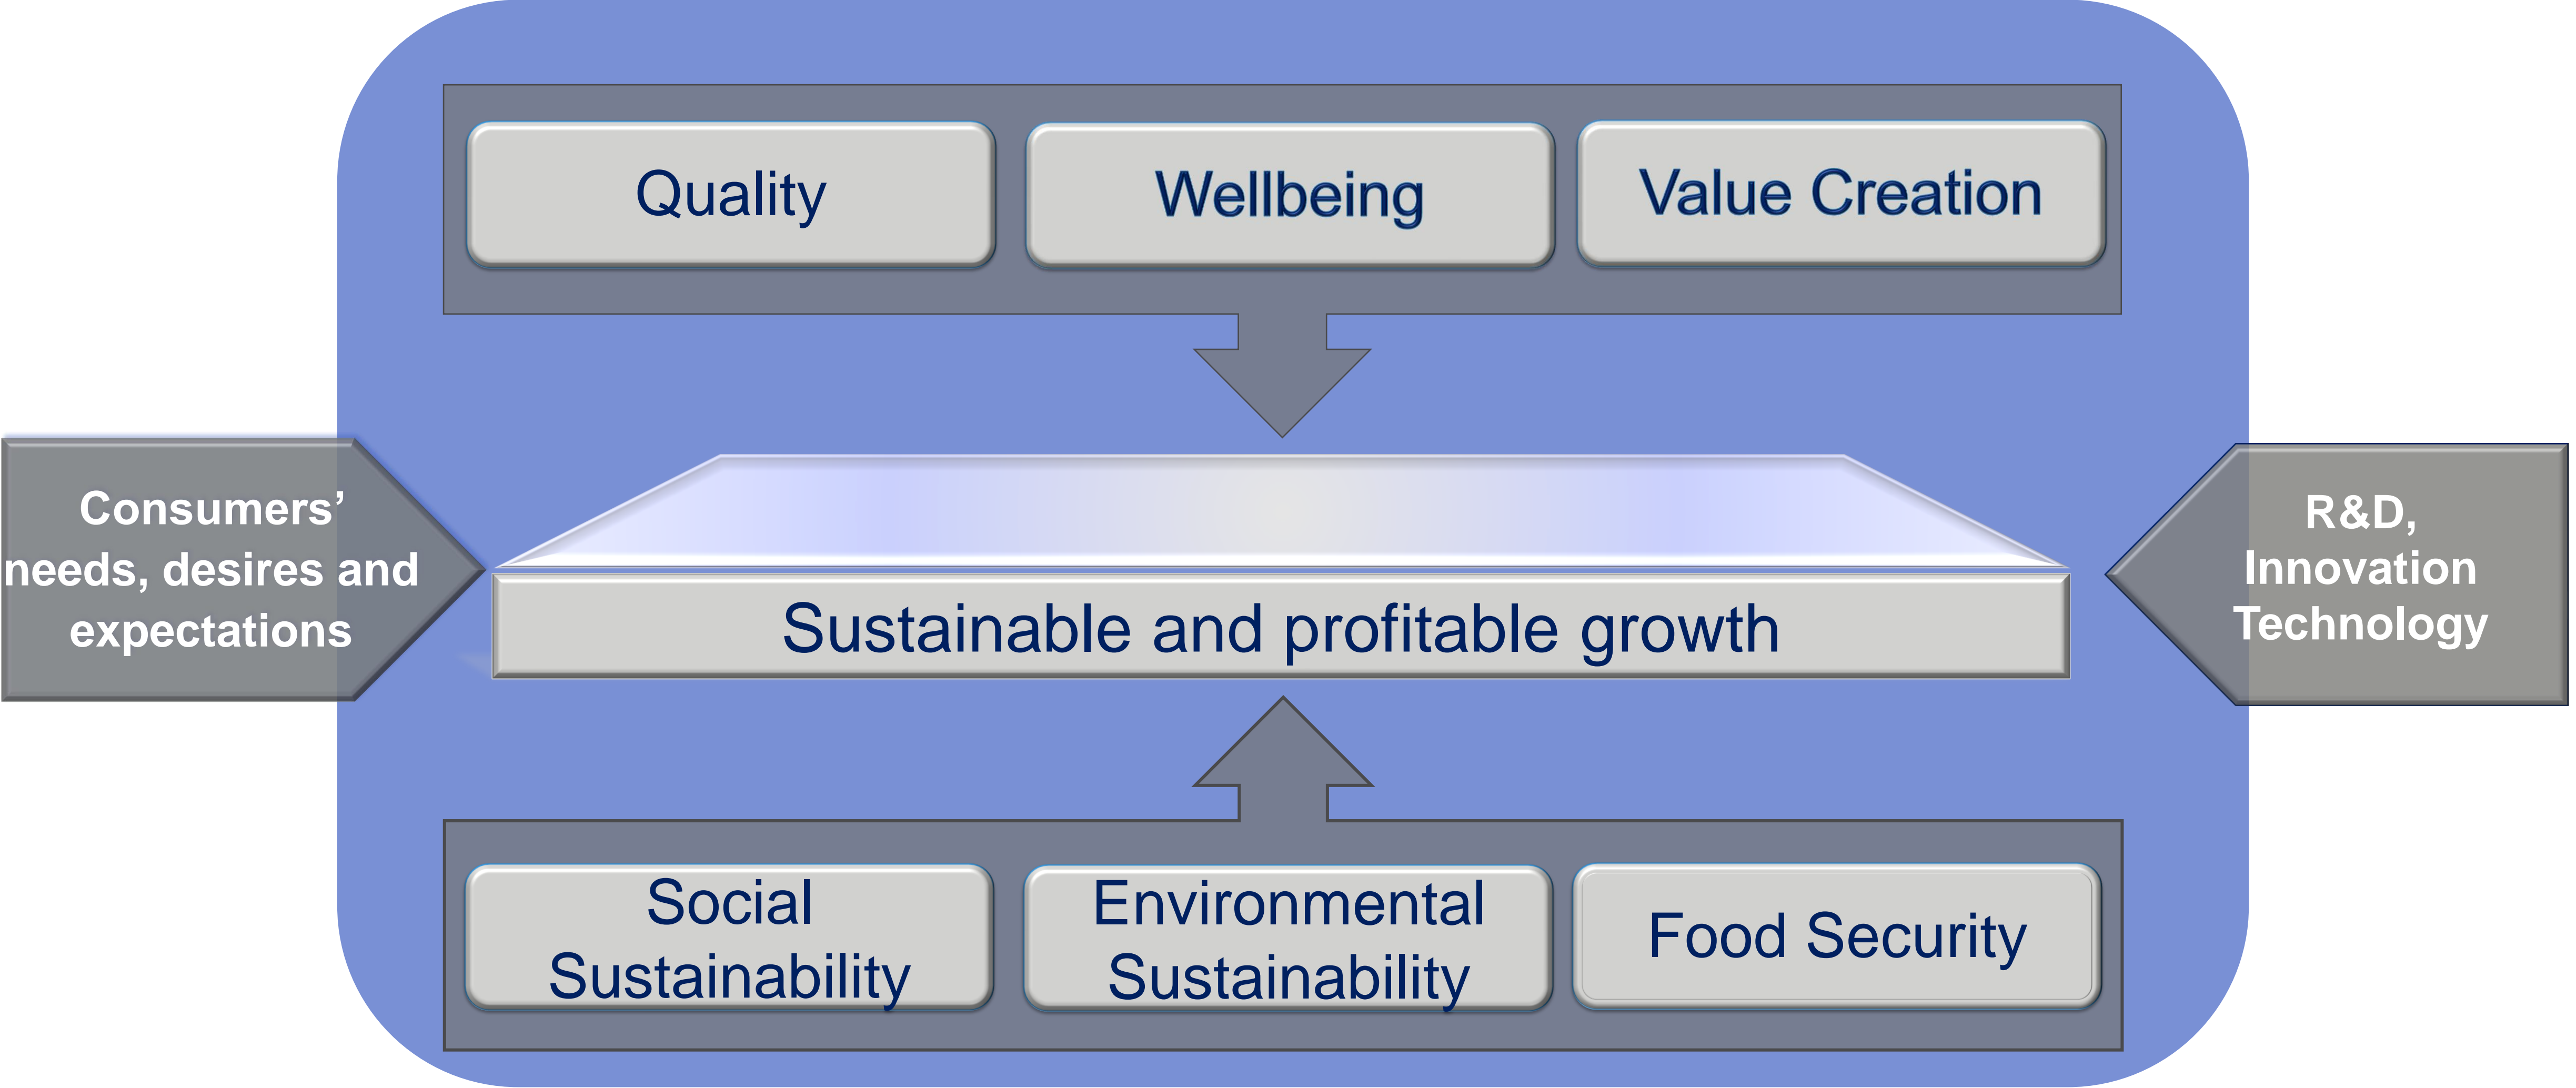 Quality
Wellbeing
Value Creation
Consumers’
needs, desires and
expectations
Sustainable and profitable growth
R&D,
Innovation
Technology
Social
Sustainability
Environmental
Sustainability
Food Security